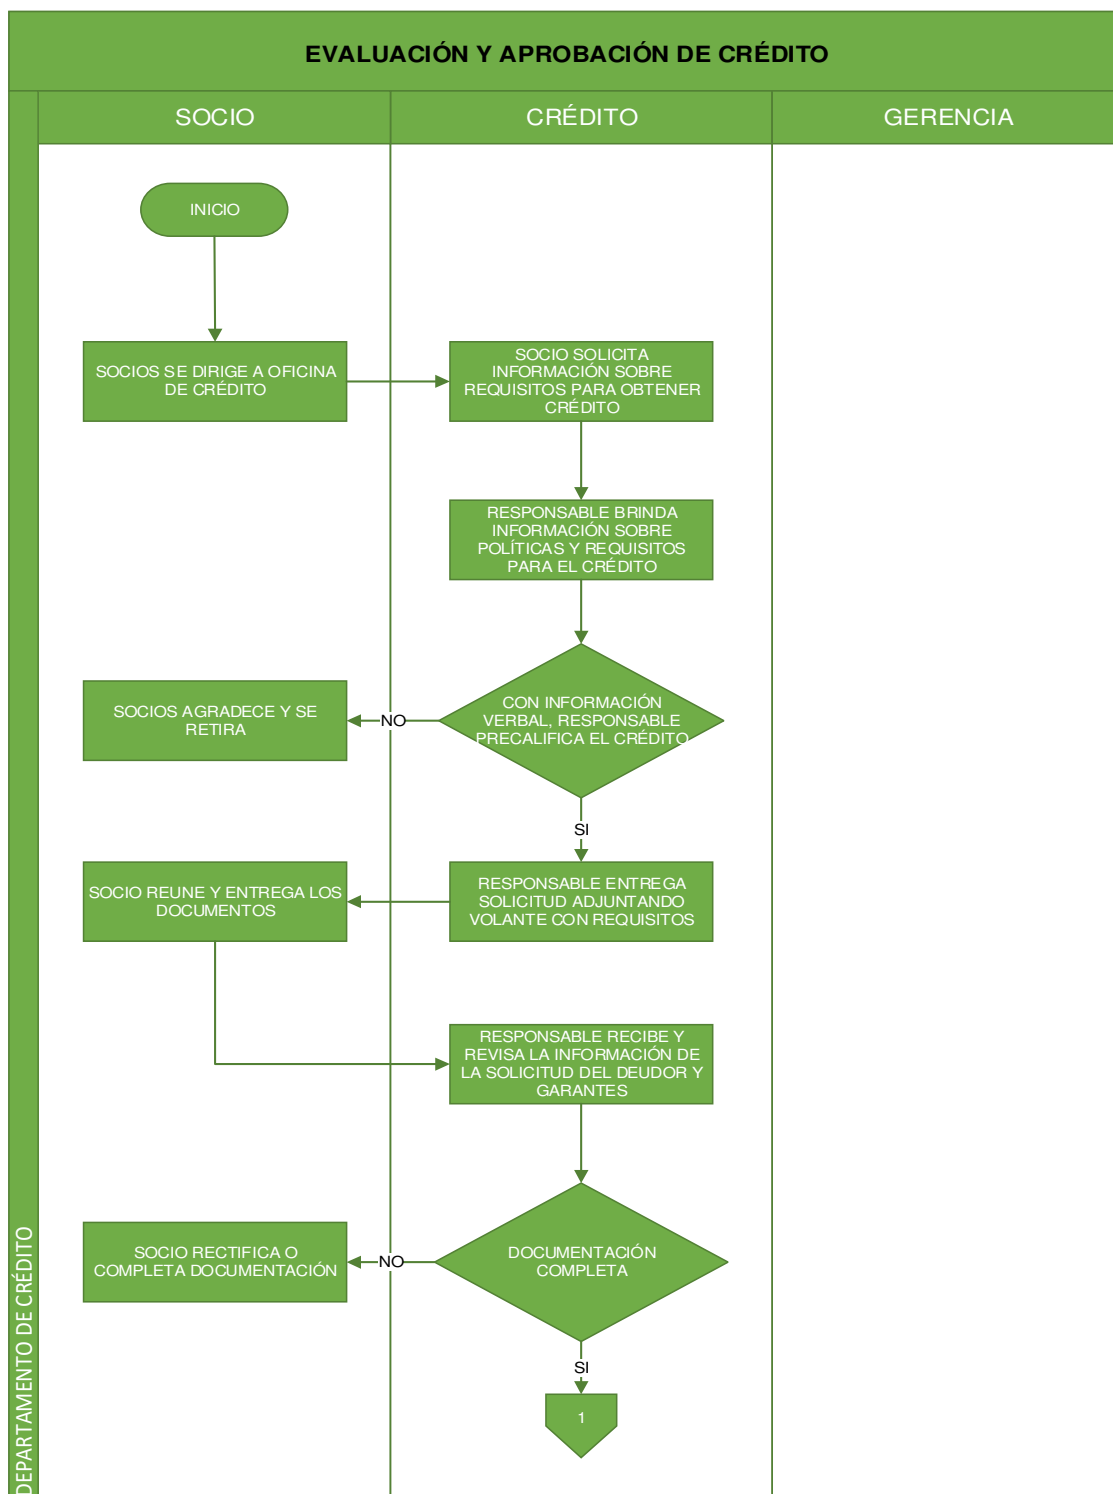 EVALUACIÓN Y APROBACIÓN DE CRÉDITO
SOCIO
CRÉDITO
GERENCIA
INICIO
SOCIOS SE DIRIGE A OFICINA
DE CRÉDITO
SOCIO SOLICITA
INFORMACIÓN SOBRE
REQUISITOS PARA OBTENER
CRÉDITO
RESPONSABLE BRINDA
INFORMACIÓN SOBRE
POLÍTICAS Y REQUISITOS
PARA EL CRÉDITO
CON INFORMACIÓN
VERBAL, RESPONSABLE
PRECALIFICA EL CRÉDITO
NO
SOCIOS AGRADECE Y SE
RETIRA
SI
RESPONSABLE ENTREGA
SOLICITUD ADJUNTANDO
VOLANTE CON REQUISITOS
SOCIO REUNE Y ENTREGA LOS
DOCUMENTOS
RESPONSABLE RECIBE Y
REVISA LA INFORMACIÓN DE
LA SOLICITUD DEL DEUDOR Y
GARANTES
DOCUMENTACIÓN
COMPLETA
NO
SOCIO RECTIFICA O
COMPLETA DOCUMENTACIÓN
SI
1
DEPARTAMENTO DE CRÉDITO